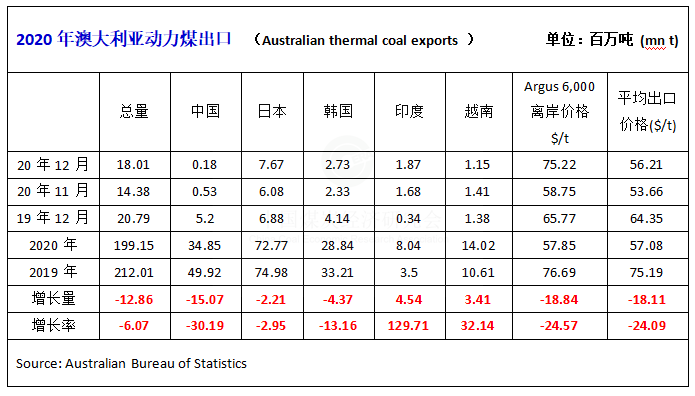 2020 年澳大利亚动力煤出口 （Australian thermal coal exports ） 单位：百万吨 (mn t)
总量 中国 日本 韩国 印度 越南 Argus 6,000 离岸价格 $/t 平均出口 价格($/t)
20 年 12 月 18.01 0.18 7.67 2.73 1.87 1.15 75.22 56.21
20 年 11 月 14.38 0.53 6.08 2.33 1.68 1.41 58.75 53.66
19 年 12 月 20.79 5.2 6.88 4.14 0.34 1.38 65.77 64.35
2020 年 199.15 34.85 72.77 28.84 8.04 14.02 57.85 57.08
2019 年 212.01 49.92 74.98 33.21 3.5 10.61 76.69 75.19
增长量 -12.86 -15.07 -2.21 -4.37 4.54 3.41 -18.84 -18.11
增长率 -6.07 -30.19 -2.95 -13.16 129.71 32.14 -24.57 -24.09
Source: Australian Bureau of Statistics